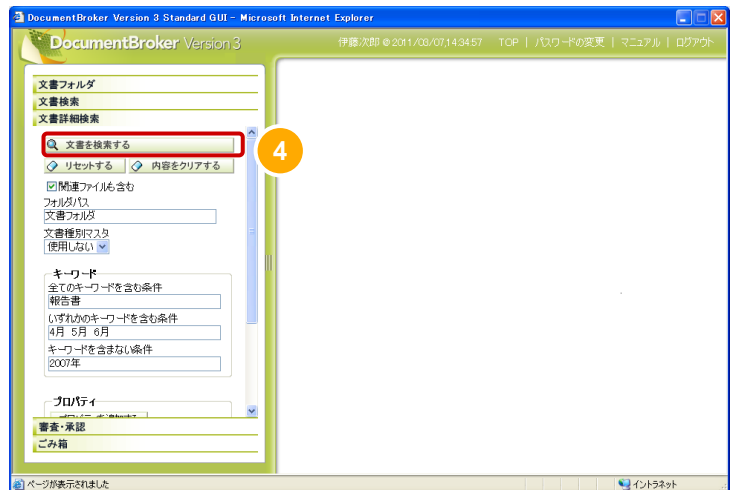 DocumentBroker Version 3 Standard GUI - Microsoft Internet Explorer
DocumentBroker Version 3
伊藤次郎 @ 2011/03/07,14:34:57 TOP | パスワードの変更 | マニュアル | ログアウト
文書フォルダ
文書検索
文書詳細検索
文書を検索する
4
リセットする 内容をクリアする
関連ファイルも含む
フォルダパス
文書フォルダ
文書種別マスタ
使用しない
キーワード
全てのキーワードを含む条件
報告書
いずれかのキーワードを含む条件
4月 5月 6月
キーワードを含まない条件
2007年
プロパティ
審査・承認
ごみ箱
ページが表示されました
イントラネット